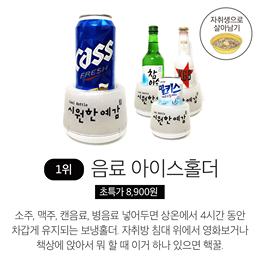 자취생으로
살아남기
cass
FRESH
시원한예감
밀키스
시원한예감
1위 음료 아이스홀더
초특가 8,900원
소주, 맥주, 캔음료, 병음료 넣어두면 상온에서 4시간 동안
차갑게 유지되는 보냉홀더. 자취방 침대 위에서 영화보거나
책상에 앉아서 뭐 할 때 이거 하나 있으면 핵꿀.